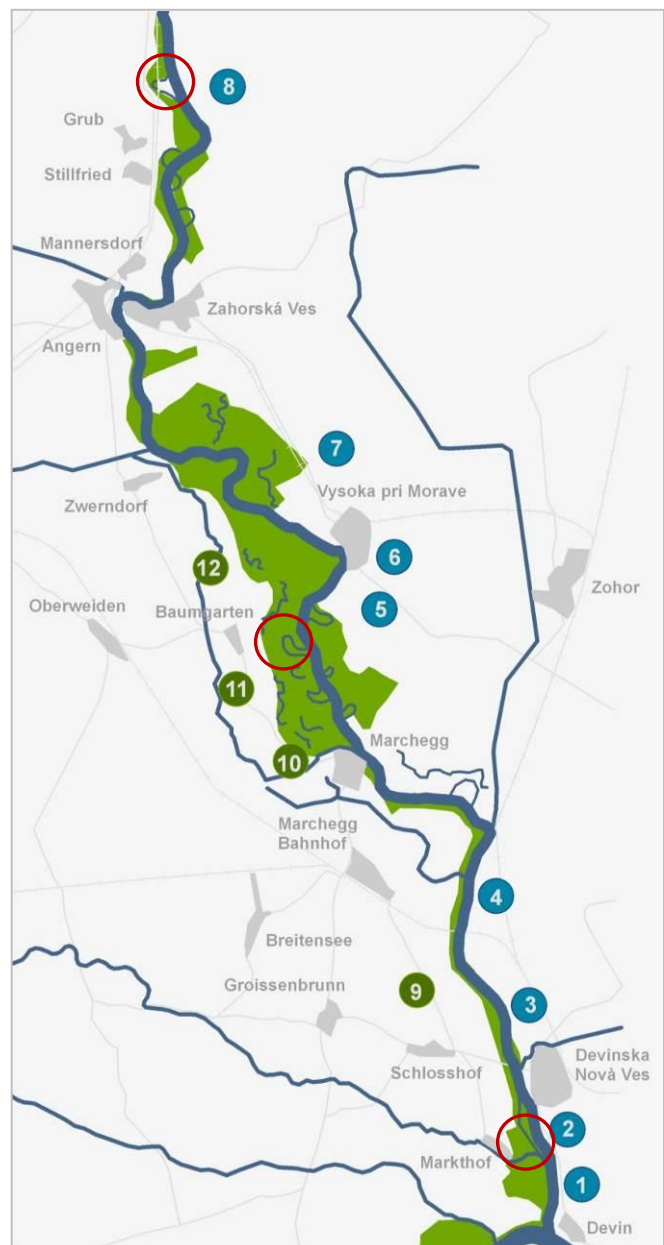 8
Grub
Stillfried
Mannersdorf
Zahorská Ves
Angern
7
Vysoka pri Morave
Zwerndorf
6
12
Zohor
5
Oberweiden
Baumgarten
11
Marchegg
10
Marchegg
Bahnhof
4
Breitensee
Groissenbrunn
9
3
Schlosshof
Devinska
Novà Ves
2
Markthof
1
Devin